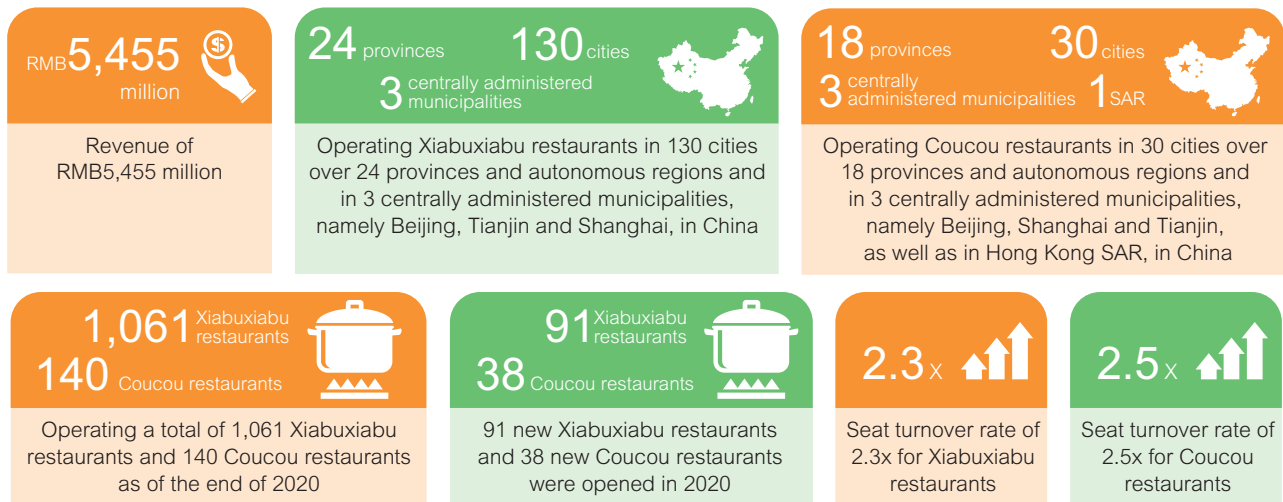 RMB5,455
million
Revenue of
RMB5,455 million
24 provinces 130 cities
3 centrally administered
municipalities
Operating Xiabuxiabu restaurants in 130 cities
over 24 provinces and autonomous regions and
in 3 centrally administered municipalities,
namely Beijing, Tianjin and Shanghai, in China
18 provinces 30 cities
3 centrally
administered municipalities 1 SAR
Operating Coucou restaurants in 30 cities over
18 provinces and autonomous regions and
in 3 centrally administered municipalities,
namely Beijing, Shanghai and Tianjin,
as well as in Hong Kong SAR, in China
1,061 Xiabuxiabu
restaurants
140 Coucou restaurants
Operating a total of 1,061 Xiabuxiabu
restaurants and 140 Coucou restaurants
as of the end of 2020
91 Xiabuxiabu
restaurants
38 Coucou restaurants
91 new Xiabuxiabu restaurants
and 38 new Coucou restaurants
were opened in 2020
2.3 X
Seat turnover rate of
2.3x for Xiabuxiabu
restaurants
2.5 X
Seat turnover rate of
2.5x for Coucou
restaurants